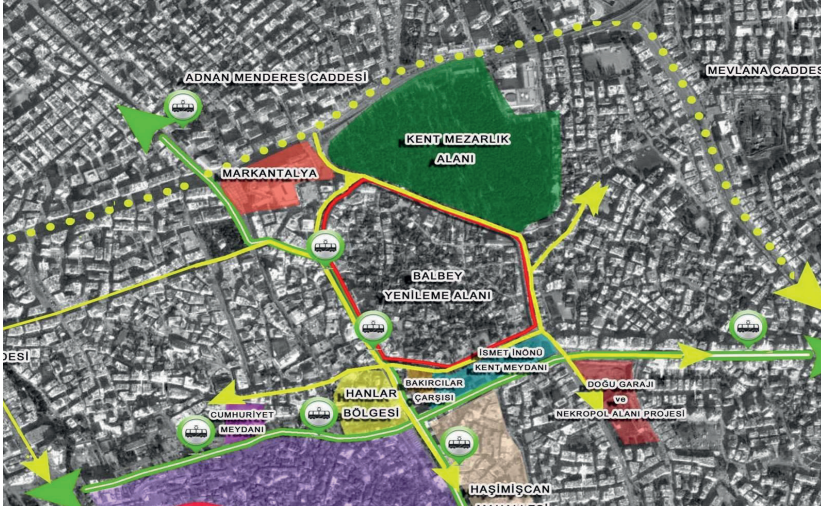 ADNAN MENDERES CADDESİ
MEVLANA CADDES
KENT MEZARLIK
ALANI
MARKANTALYA
BALBEY
YENİLEME ALANI
DESİ
İSMET İNÖNÜ
KENT MEYDANI
BAKIRCILAR
ÇARŞISI
HANLAR
BÖLGESİ
DOĞU GARAJI
ve
NEKROPOL ALANI PROJESİ
CUMHURİYET
MEYDANI
HAŞİMİŞCAN
MAHALLESİ